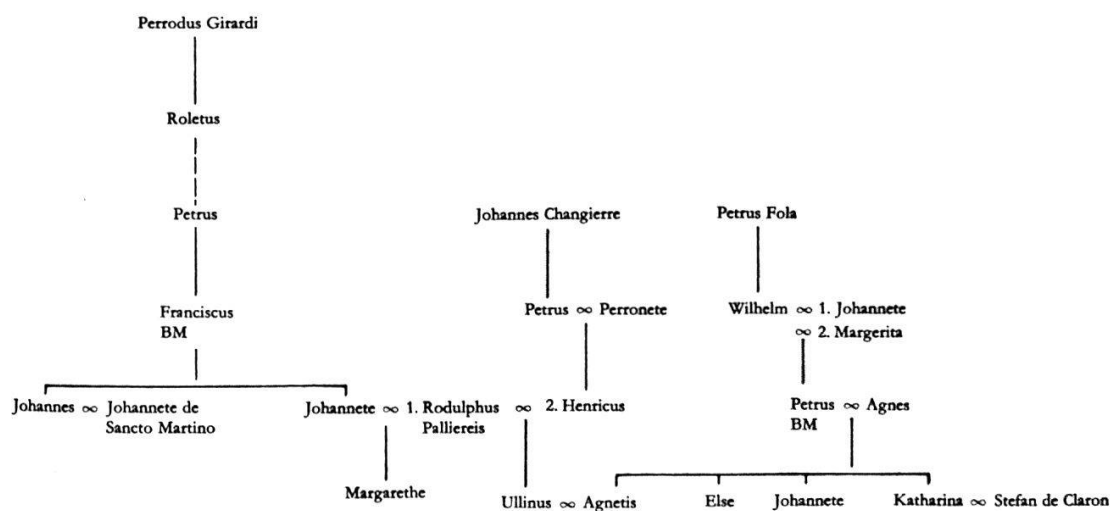 Perrodus Girardi
Roletus
Petrus
Johannes Changierre
Petrus Fola
Franciscus
BM
Petrus ∞ Perronete
Wilhelm ∞ 1. Johannete
∞ 2. Margerita
Johannes ∞ Johannete de
Sancto Martino
Johannete ∞ 1. Rodulphus ∞ 2. Henricus
Palliereis
Petrus ∞ Agnes
BM
Margarethe
Ullinus ∞ Agnetis
Else
Johannete
Katharina ∞ Stefan de Claron